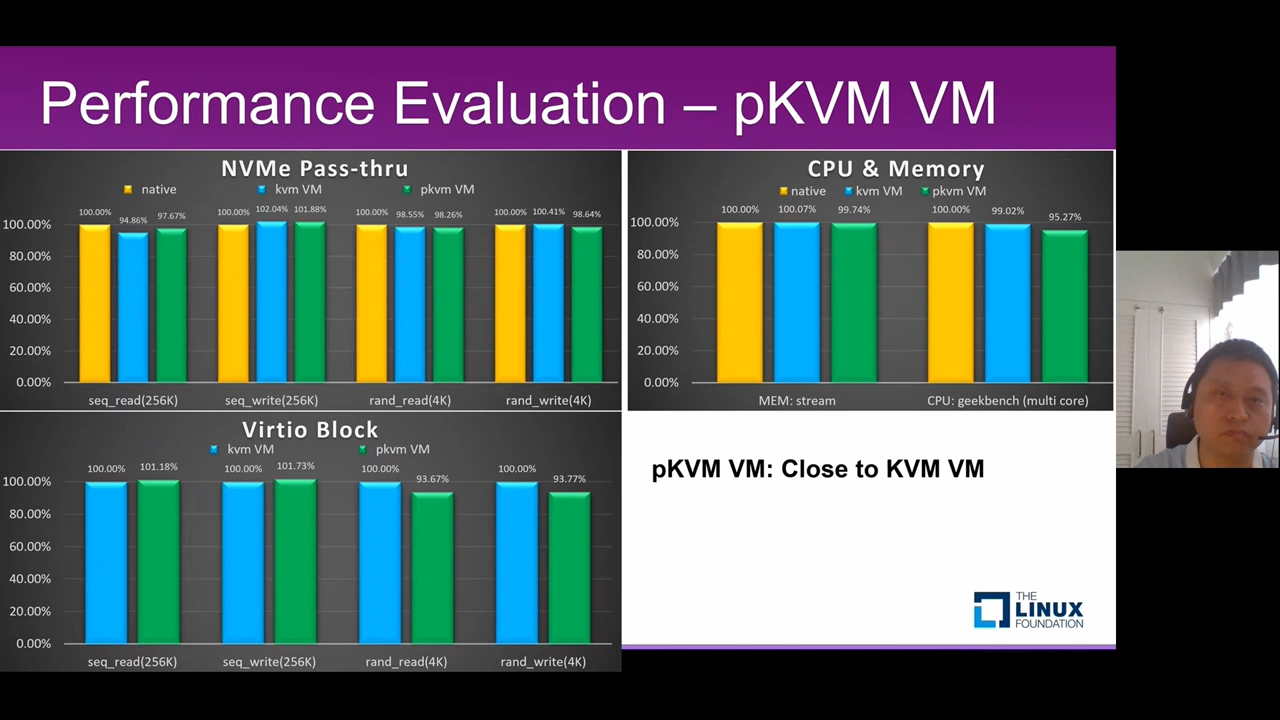 Performance Evaluation – pKVM VM
NVMe Pass-thru
native kvm VM pkvm VM
100.00% 94.86% 97.67% 100.00% 102.04% 101.88% 100.00% 98.55% 98.26% 100.00% 100.41% 98.64%
100.00%
80.00%
60.00%
40.00%
20.00%
0.00%
seq_read(256K) seq_write(256K) rand_read(4K) rand_write(4K)
CPU & Memory
native kvm VM pkvm VM
100.00% 100.07% 99.74% 100.00% 99.02% 95.27%
100.00%
80.00%
60.00%
40.00%
20.00%
0.00%
MEM: stream CPU: geekbench (multi core)
Virtio Block
kvm VM pkvm VM
100.00% 101.18% 100.00% 101.73% 100.00% 93.67% 100.00% 93.77%
100.00%
80.00%
60.00%
40.00%
20.00%
0.00%
seq_read(256K) seq_write(256K) rand_read(4K) rand_write(4K)
pKVM VM: Close to KVM VM
THE
LINUX
FOUNDATION